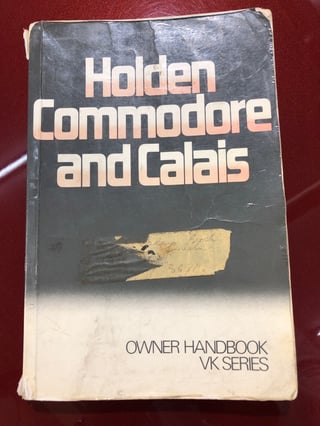 Holden
Commodore
and Calais
OWNER HANDBOOK
VK SERIES